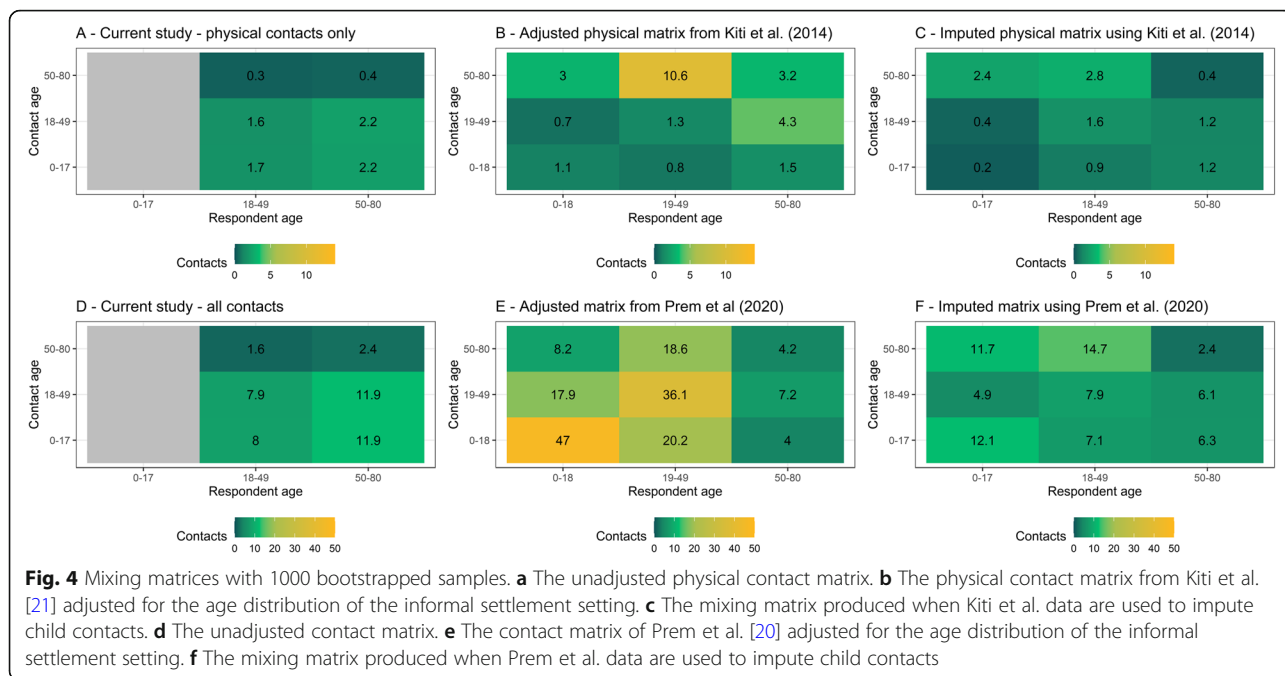 A - Current study - physical contacts only
Contact age
50-80
18-49
0-17
0.3 0.4
1.6 2.2
1.7 2.2
0-17 18-49 50-80
Respondent age
Contacts
0 5 10
B - Adjusted physical matrix from Kiti et al. (2014)
Contact age
50-80
19-49
0-18
3 10.6 3.2
0.7 1.3 4.3
1.1 0.8 1.5
0-18 19-49 50-80
Respondent age
Contacts
0 5 10
C - Imputed physical matrix using Kiti et al. (2014)
Contact age
50-80
18-49
0-17
2.4 2.8 0.4
0.4 1.6 1.2
0.2 0.9 1.2
0-17 18-49 50-80
Respondent age
Contacts
0 5 10
D - Current study - all contacts
Contact age
50-80
18-49
0-17
1.6 2.4
7.9 11.9
8 11.9
0-17 18-49 50-80
Respondent age
Contacts
0 10 20 30 40 50
E - Adjusted matrix from Prem et al (2020)
Contact age
50-80
19-49
0-18
8.2 18.6 4.2
17.9 36.1 7.2
47 20.2 4
0-18 19-49 50-80
Respondent age
Contacts
0 10 20 30 40 50
F - Imputed matrix using Prem et al. (2020)
Contact age
50-80
18-49
0-17
11.7 14.7 2.4
4.9 7.9 6.1
12.1 7.1 6.3
0-17 18-49 50-80
Respondent age
Contacts
0 10 20 30 40 50
Fig. 4 Mixing matrices with 1000 bootstrapped samples. a The unadjusted physical contact matrix. b The physical contact matrix from Kiti et al.
[21] adjusted for the age distribution of the informal settlement setting. c The mixing matrix produced when Kiti et al. data are used to impute
child contacts. d The unadjusted contact matrix. e The contact matrix of Prem et al. [20] adjusted for the age distribution of the informal
settlement setting. f The mixing matrix produced when Prem et al. data are used to impute child contacts